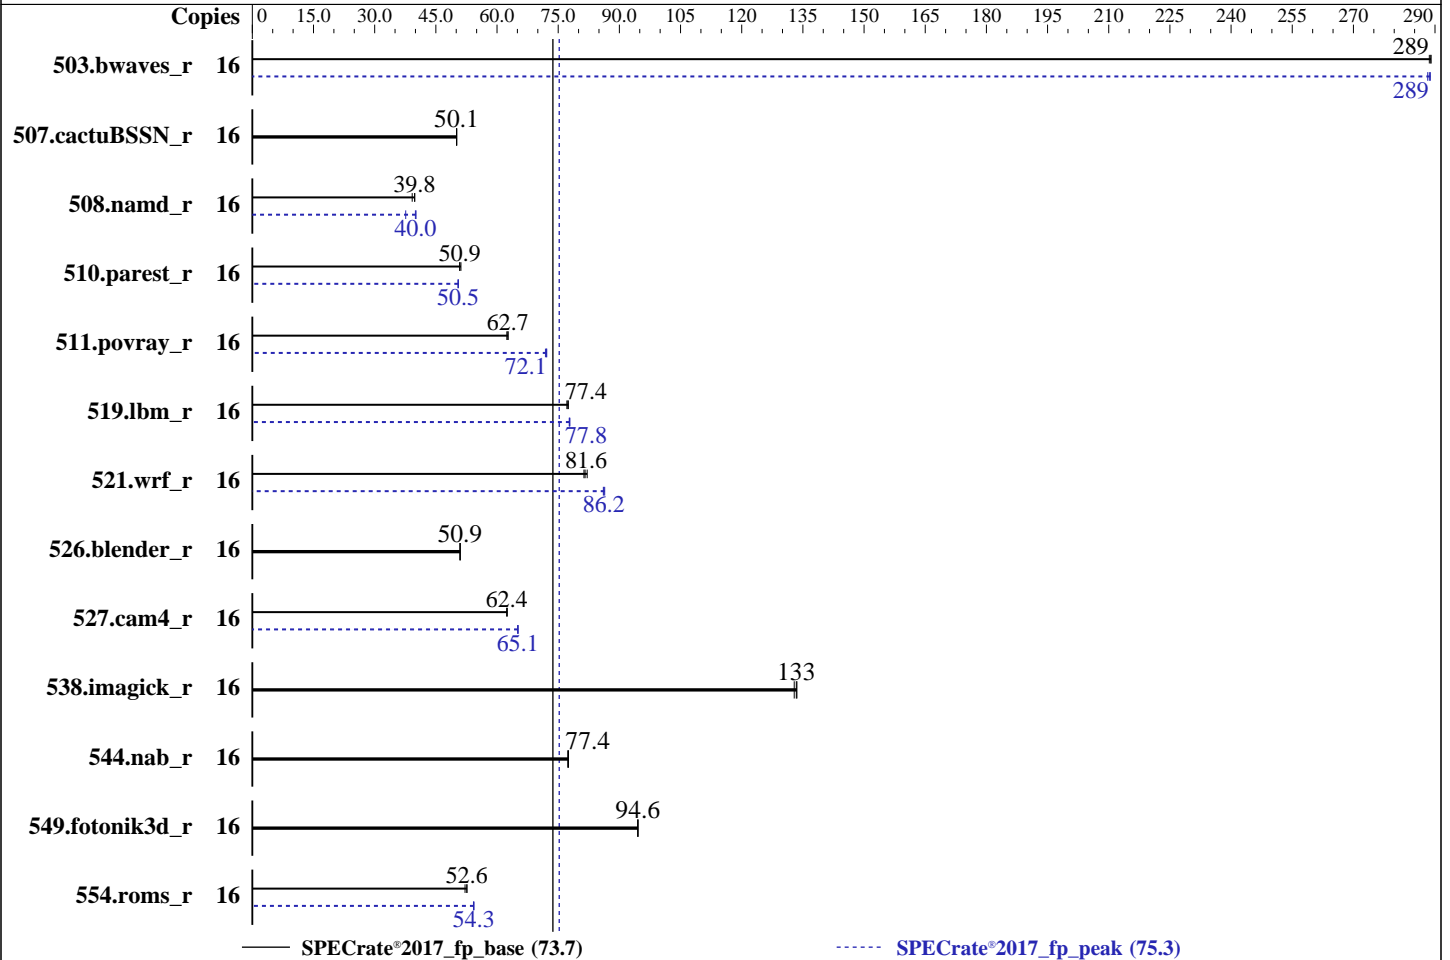 Copies 0 15.0 30.0 45.0 60.0 75.0 90.0 105 120 135 150 165 180 195 210 225 240 255 270 290
503.bwaves_r 16 289
289
507.cactuBSSN_r 16 50.1
508.namd_r 16 39.8
40.0
510.parest_r 16 50.9
50.5
511.povray_r 16 62.7
72.1
519.lbm_r 16 77.4
77.8
521.wrf_r 16 81.6
86.2
526.blender_r 16 50.9
527.cam4_r 16 62.4
65.1
538.imagick_r 16 133
544.nab_r 16 77.4
549.fotonik3d_r 16 94.6
554.roms_r 16 52.6
54.3
SPECrate®2017_fp_base (73.7) SPECrate®2017_fp_peak (75.3)